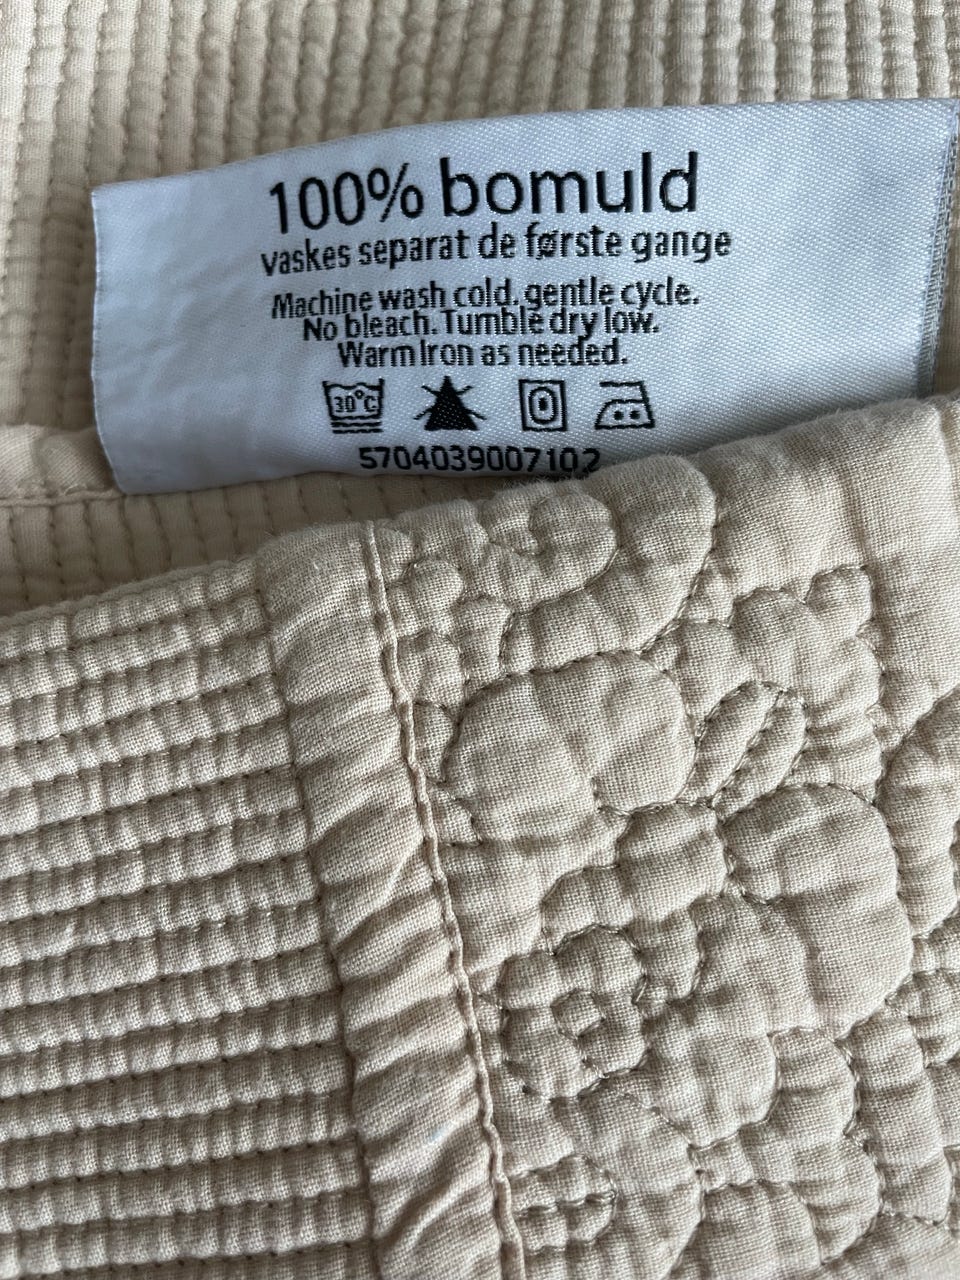 100% bomuld
vaskes separat de første gange
Machine wash cold. gentle cycle.
No bleach. Tumble dry low.
Warm Iron as needed.
30°C
5704039007102